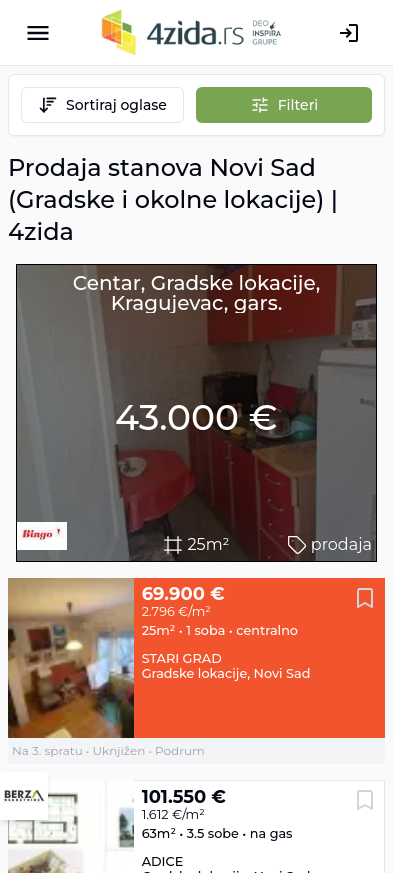 4zida.rs
DEO
INSPIRA
GRUPE
Sortiraj oglase
Filteri
Prodaja stanova Novi Sad
(Gradske i okolne lokacije) |
4zida
Centar, Gradske lokacije,
Kragujevac, gars.
43.000 €
Bingo
25m²
prodaja
69.900 €
2.796 €/m²
25m² • 1 soba • centralno
STARI GRAD
Gradske lokacije, Novi Sad
Na 3. spratu • Uknjižen • Podrum
BERZA
101.550 €
1.612 €/m²
63m² • 3.5 sobe • na gas
ADICE